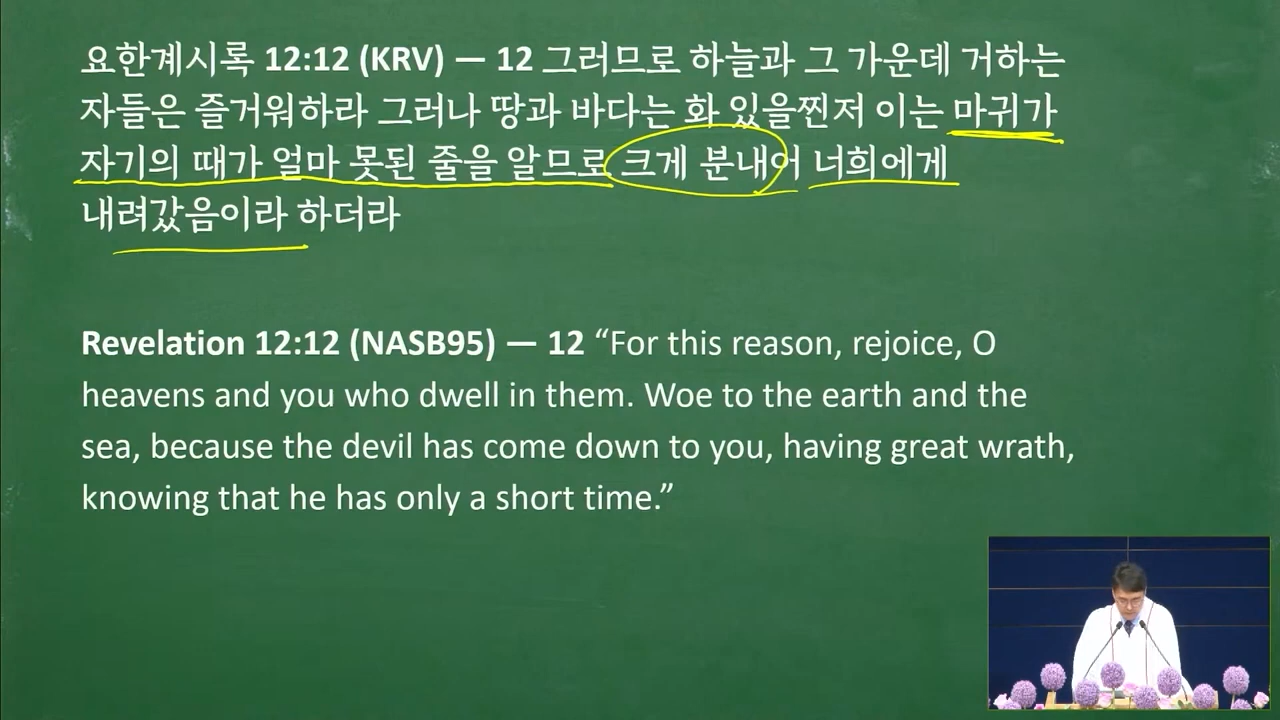 요한계시록 12:12 (KRV) — 12 그러므로 하늘과 그 가운데 거하는
자들은 즐거워하라 그러나 땅과 바다는 화 있을찐저 이는 마귀가
자기의 때가 얼마 못된 줄을 알므로 크게 분내어 너희에게
내려갔음이라 하더라
Revelation 12:12 (NASB95) — 12 “For this reason, rejoice, O
heavens and you who dwell in them. Woe to the earth and the
sea, because the devil has come down to you, having great wrath,
knowing that he has only a short time.”